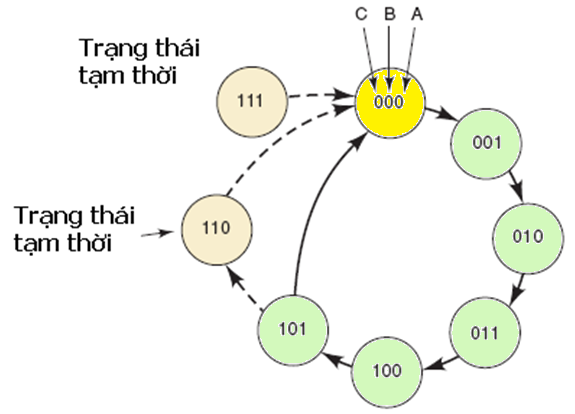 C B A
Trạng thái
tạm thời
111
000
001
110
010
Trạng thái
tạm thời
101
011
100